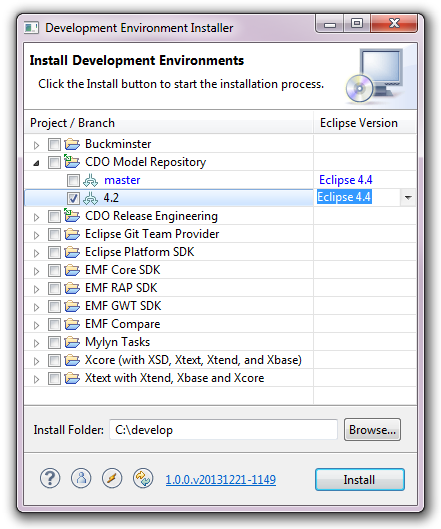 Development Environment Installer
Install Development Environments
Click the Install button to start the installation process.
Project / Branch Eclipse Version
Buckminster
CDO Model Repository
master Eclipse 4.4
4.2 Eclipse 4.4
CDO Release Engineering
Eclipse Git Team Provider
Eclipse Platform SDK
EMF Core SDK
EMF RAP SDK
EMF GWT SDK
EMF Compare
Mylyn Tasks
Xcore (with XSD, Xtext, Xtend, and Xbase)
Xtext with Xtend, Xbase and Xcore
Install Folder: C:\develop Browse...
1.0.0.v20131221-1149 Install